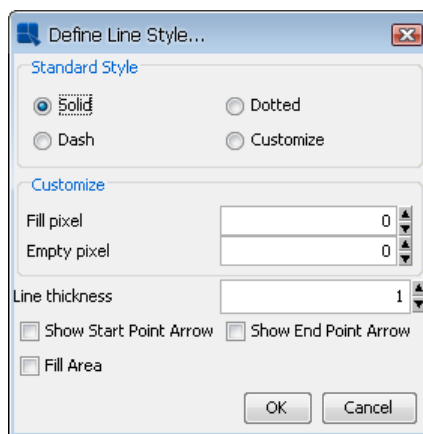 Define Line Style...
Standard Style
Solid
Dotted
Dash
Customize
Customize
Fill pixel
0
Empty pixel
0
Line thickness
1
Show Start Point Arrow
Show End Point Arrow
Fill Area
OK
Cancel